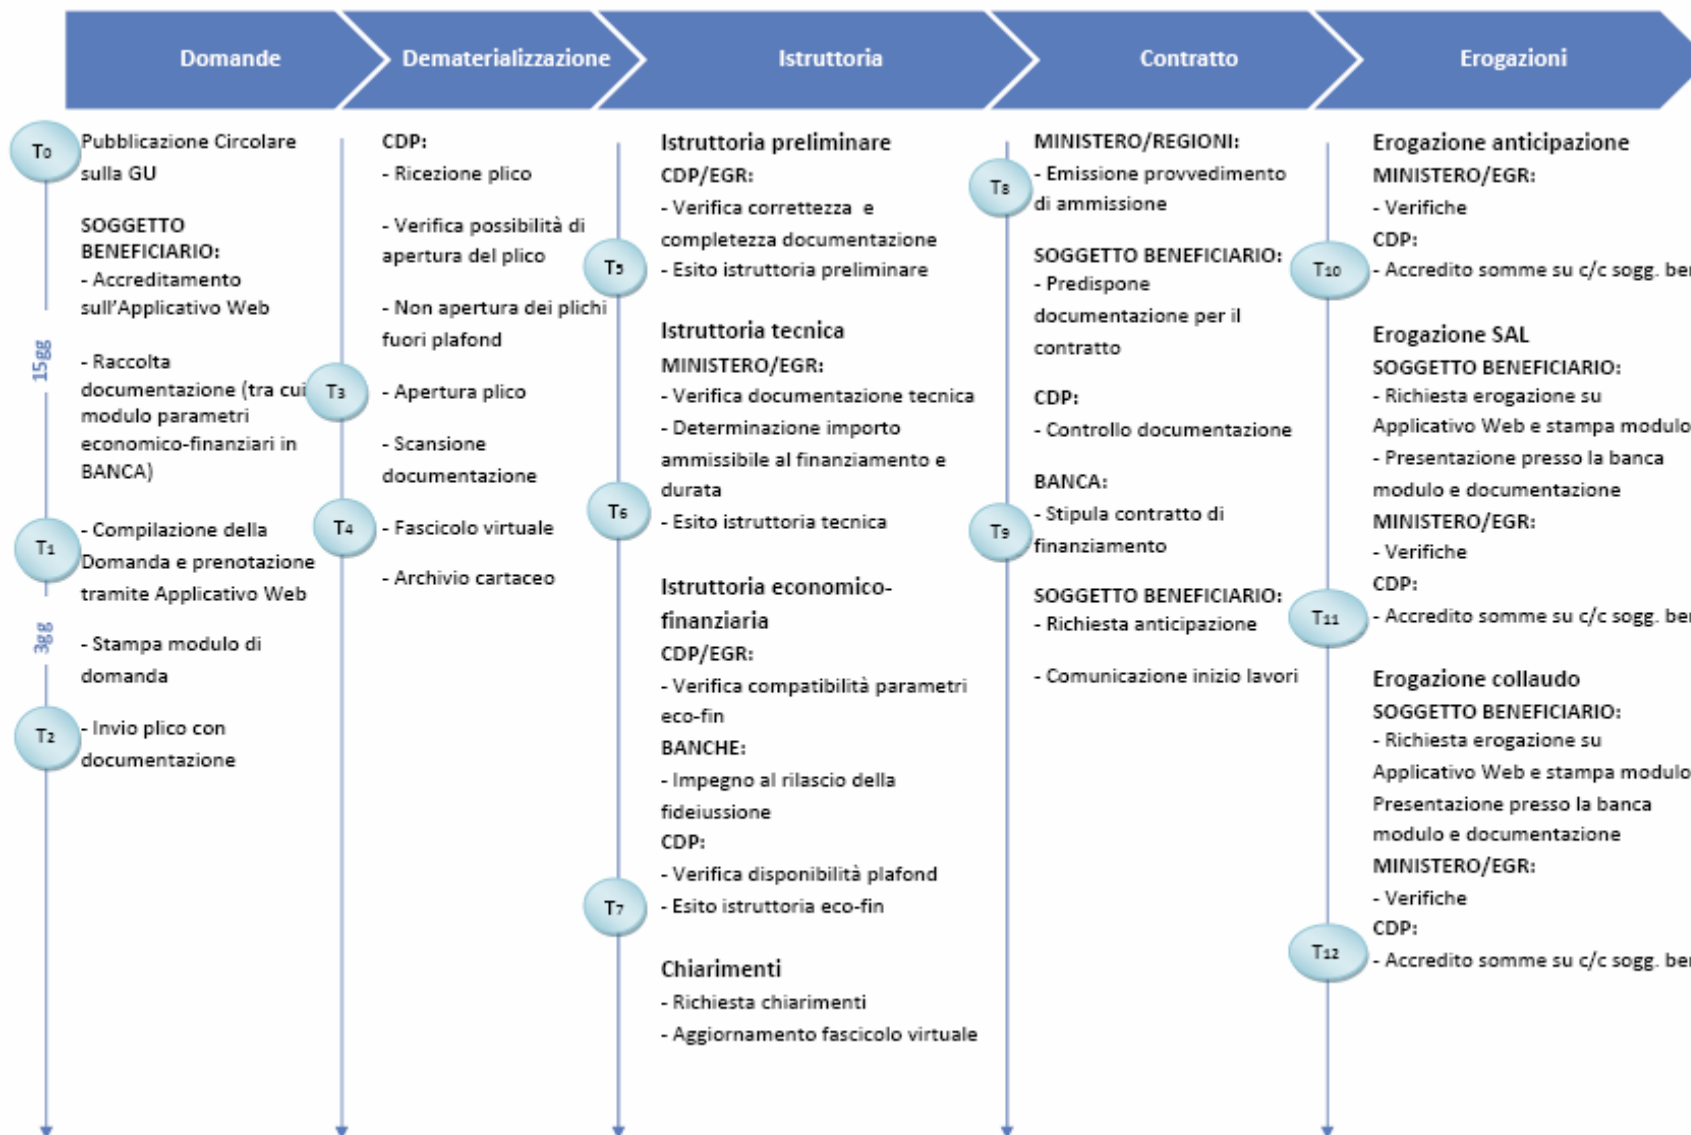 Domande
Dematerializzazione
Istruttoria
Contratto
Erogazioni
T0
Pubblicazione Circolare
sulla GU
SOGGETTO
BENEFICIARIO:
- Accreditamento
sull'Applicativo Web
15gg
- Raccolta
documentazione (tra cui
modulo parametri
economico-finanziari in
BANCA)
T1
- Compilazione della
Domanda e prenotazione
tramite Applicativo Web
3gg
- Stampa modulo di
domanda
T2
- Invio plico con
documentazione
CDP:
- Ricezione plico
- Verifica possibilità di
apertura del plico
- Non apertura dei plichi
fuori plafond
T3
- Apertura plico
- Scansione
documentazione
T4
- Fascicolo virtuale
- Archivio cartaceo
Istruttoria preliminare
CDP/EGR:
- Verifica correttezza e
completezza documentazione
T5
- Esito istruttoria preliminare
Istruttoria tecnica
MINISTERO/EGR:
- Verifica documentazione tecnica
- Determinazione importo
ammissibile al finanziamento e
durata
T6
- Esito istruttoria tecnica
Istruttoria economico-
finanziaria
CDP/EGR:
- Verifica compatibilità parametri
eco-fin
BANCHE:
- Impegno al rilascio della
fideiussione
CDP:
- Verifica disponibilità plafond
T7
- Esito istruttoria eco-fin
Chiarimenti
- Richiesta chiarimenti
- Aggiornamento fascicolo virtuale
MINISTERO/REGIONI:
T8
- Emissione provvedimento
di ammissione
SOGGETTO BENEFICIARIO:
- Predispone
documentazione per il
contratto
CDP:
- Controllo documentazione
BANCA:
T9
- Stipula contratto di
finanziamento
SOGGETTO BENEFICIARIO:
- Richiesta anticipazione
- Comunicazione inizio lavori
Erogazione anticipazione
MINISTERO/EGR:
- Verifiche
CDP:
T10
- Accredito somme su c/c sogg. ber
Erogazione SAL
SOGGETTO BENEFICIARIO:
- Richiesta erogazione su
Applicativo Web e stampa modulo
- Presentazione presso la banca
modulo e documentazione
MINISTERO/EGR:
- Verifiche
CDP:
T11
- Accredito somme su c/c sogg. ber
Erogazione collaudo
SOGGETTO BENEFICIARIO:
- Richiesta erogazione su
Applicativo Web e stampa modulo
Presentazione presso la banca
modulo e documentazione
MINISTERO/EGR:
- Verifiche
CDP:
T12
- Accredito somme su c/c sogg. ber